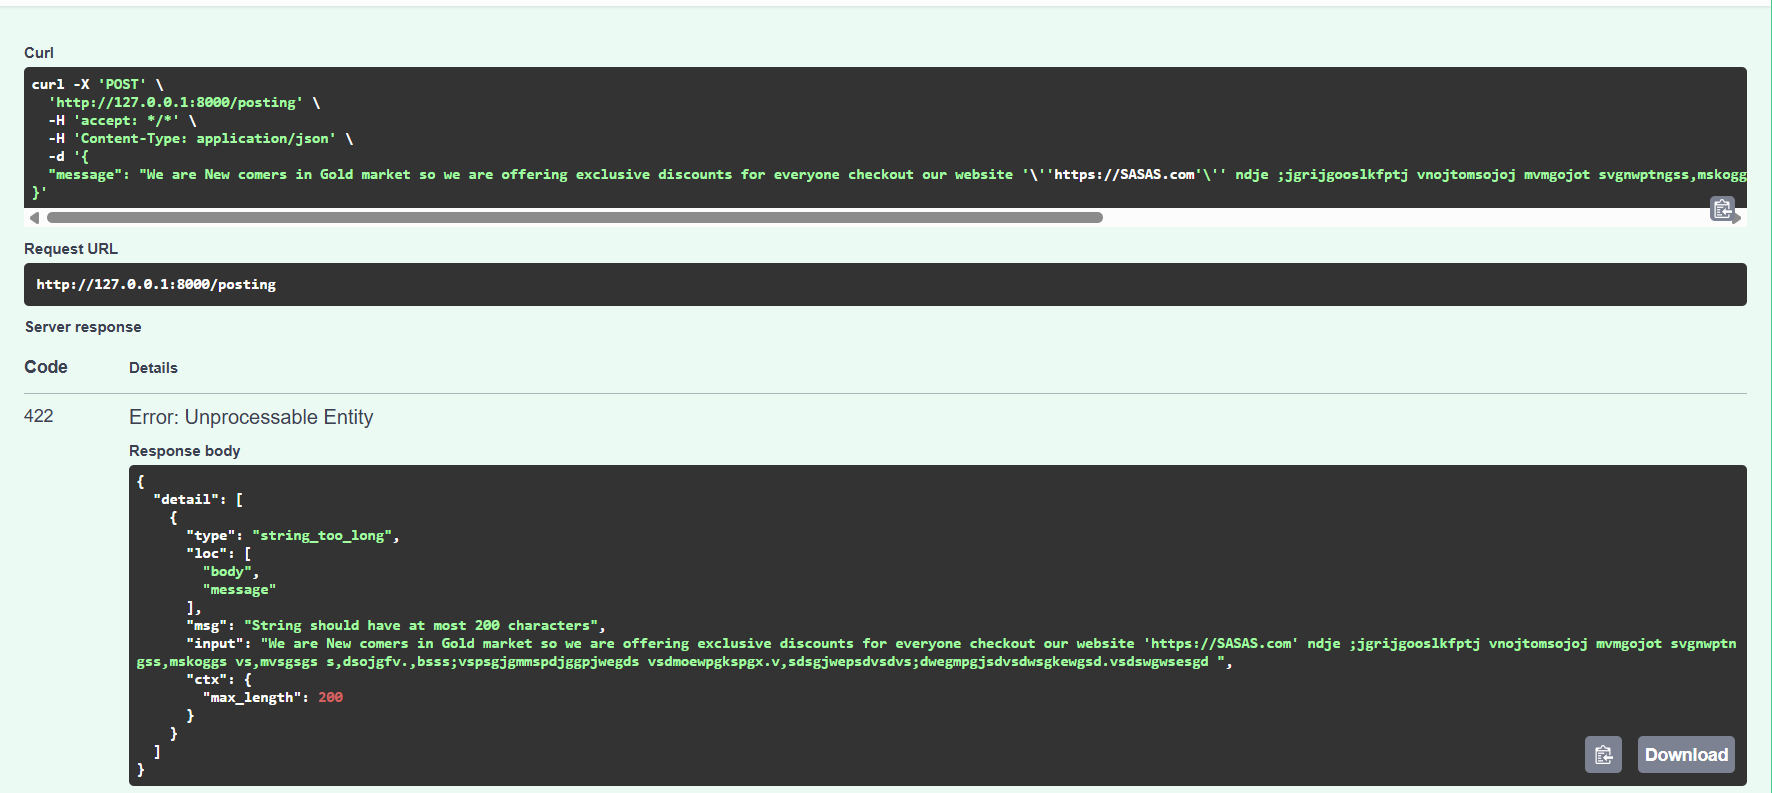 Curl
curl -X 'POST' \
'http://127.0.0.1:8000/posting' \
-H 'accept: */*' \
-H 'Content-Type: application/json' \
-d '{
"message": "We are New comers in Gold market so we are offering exclusive discounts for everyone checkout our website '\''https://SASAS.com'\'' ndje ;jgrijgooslkfptj vnojtomsojoj mvmgojot svgnwptngss,mskogg
}'
Request URL
http://127.0.0.1:8000/posting
Server response
Code Details
422 Error: Unprocessable Entity
Response body
{
"detail": [
{
"type": "string_too_long",
"loc": [
"body",
"message"
],
"msg": "String should have at most 200 characters",
"input": "We are New comers in Gold market so we are offering exclusive discounts for everyone checkout our website 'https://SASAS.com' ndje ;jgrijgooslkfptj vnojtomsojoj mvmgojot svgnwptn
gss,mskoggs vs,mvsgsgs s,dsojgfv.,bsss;vspsgjgmmspdjggpjwegds vsdmoewpgkspgx.v,sdsgjwepsdvsdvs;dwegmpgjsdvsdwsgkewgsd.vsdswgwsesgd ",
"ctx": {
"max_length": 200
}
}
]
}
Download